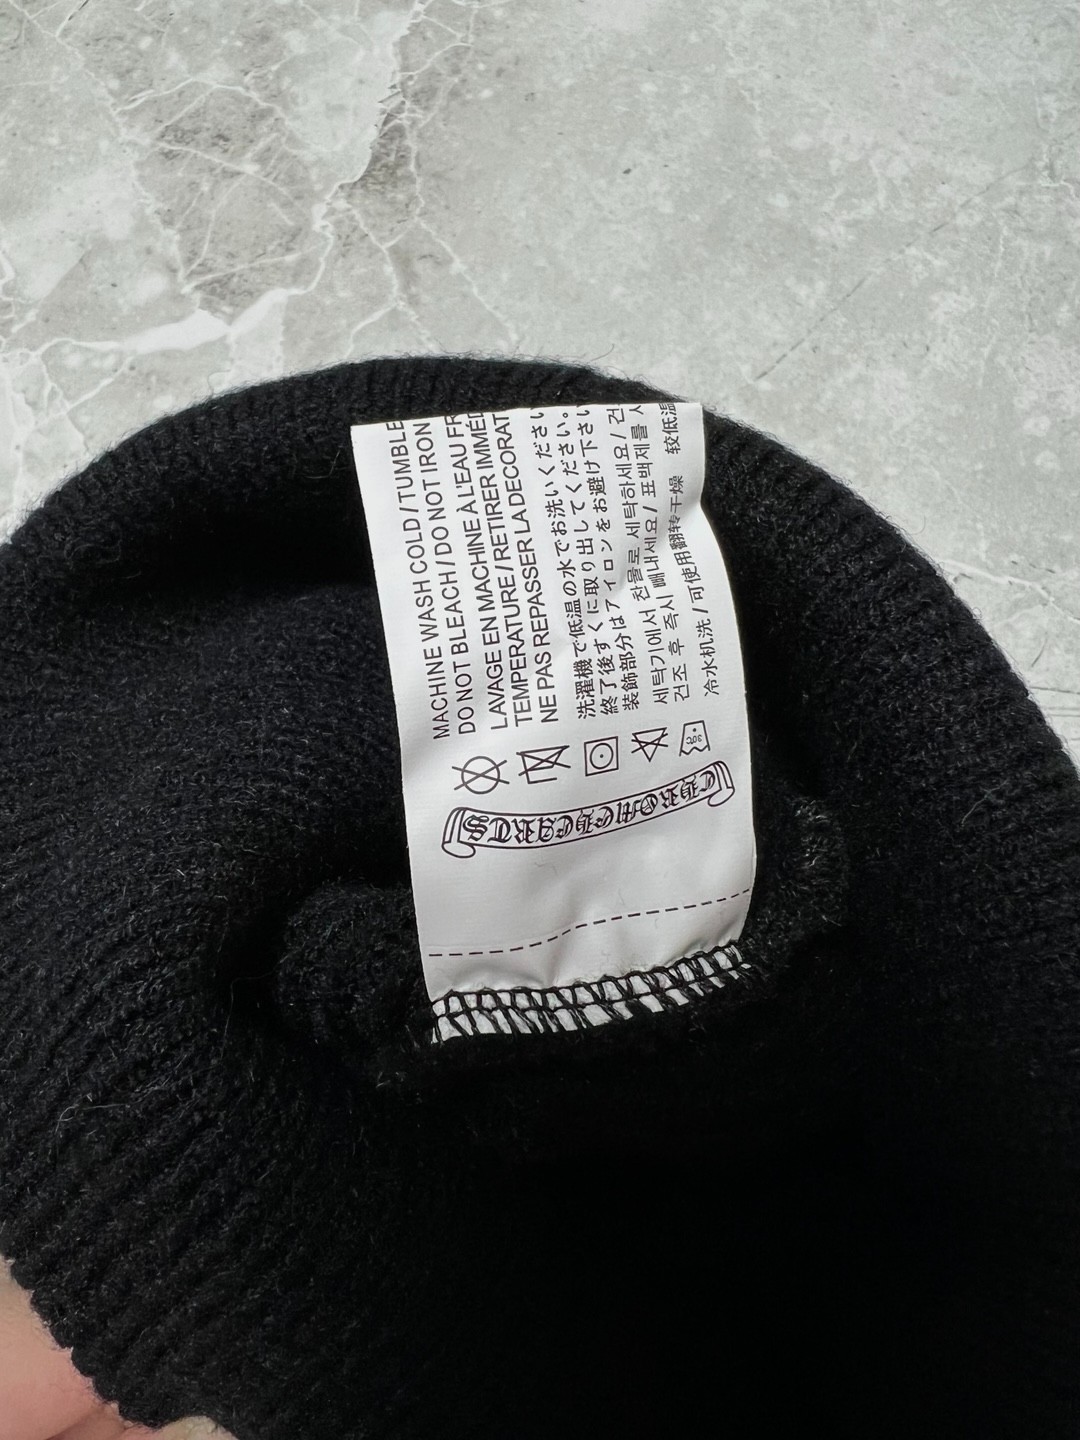 MACHINE WASH COLD / TUMBLE
DO NOT BLEACH / DO NOT IRON
LAVAGE EN MACHINE À L'EAU FR
TEMPERATURE / RETIRER IMMÉD
NE PAS REPASSER LA DECORAT
洗濯機で低温の水でお洗いください
終了後すぐに取り出してください。
装飾部分はアイロンをお避け下さい
세탁기에서 찬물로 세탁하세요 / 건
건조 후 즉시 빼내세요 / 표백제를
冷水机洗 / 可使用翻转干燥 较低温
CHROME HEARTS